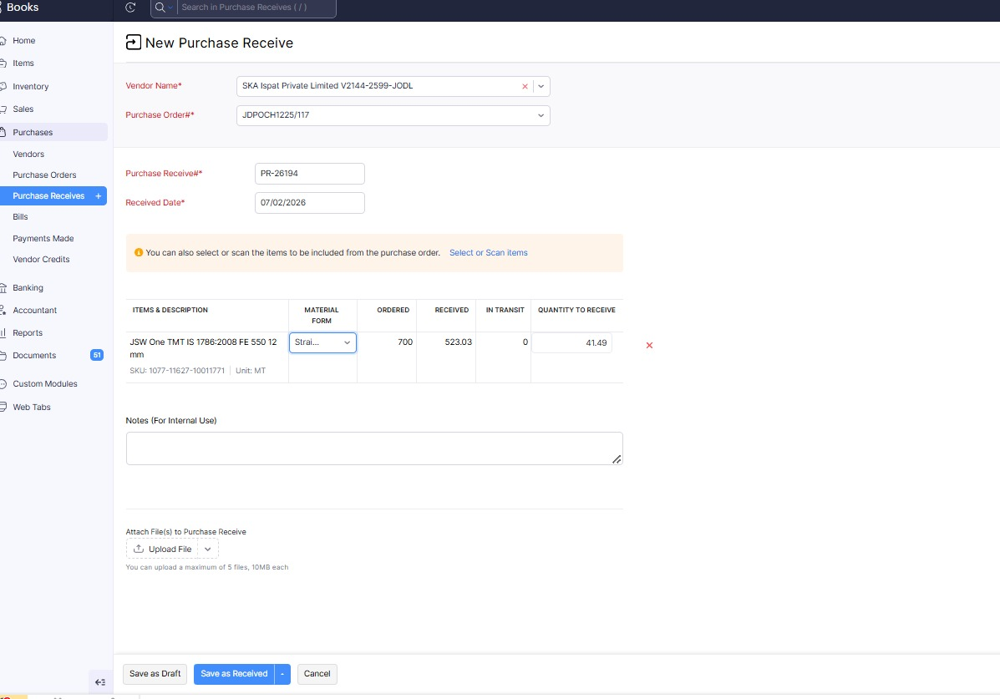 Books
Search in Purchase Receives ( / )
Home
Items
Inventory
Sales
Purchases
Vendors
Purchase Orders
Purchase Receives +
Bills
Payments Made
Vendor Credits
Banking
Accountant
Reports
Documents 51
Custom Modules
Web Tabs
New Purchase Receive
Vendor Name* SKA Ispat Private Limited V2144-2599-JODL
Purchase Order#* JDPOCH1225/117
Purchase Receive#* PR-26194
Received Date* 07/02/2026
You can also select or scan the items to be included from the purchase order. Select or Scan items
ITEMS & DESCRIPTION MATERIAL FORM ORDERED RECEIVED IN TRANSIT QUANTITY TO RECEIVE
JSW One TMT IS 1786:2008 FE 550 12 Strai... 700 523.03 0 41.49
mm
SKU: 1077-11627-10011771 Unit: MT
Notes (For Internal Use)
Attach File(s) to Purchase Receive
Upload File
You can upload a maximum of 5 files, 10MB each
Save as Draft Save as Received Cancel